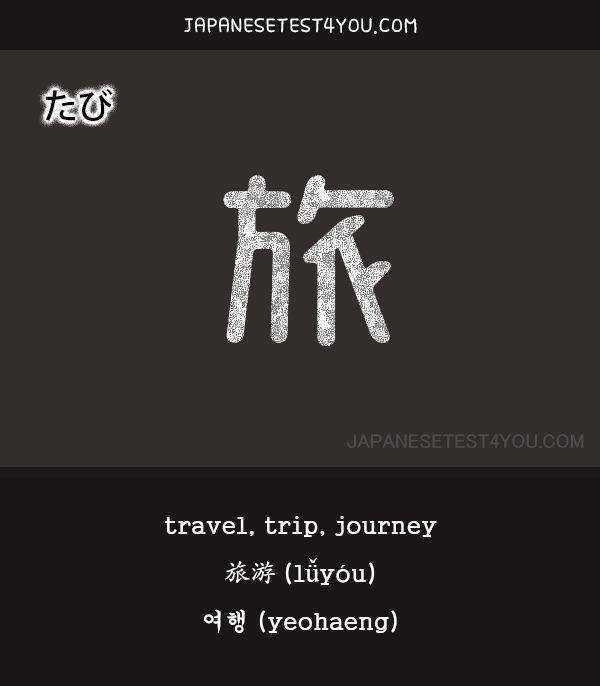 JAPANESETEST4YOU.COM
たび
旅
JAPANESETEST4YOU.COM
travel, trip, journey
旅游 (lǚyóu)
여행 (yeohaeng)